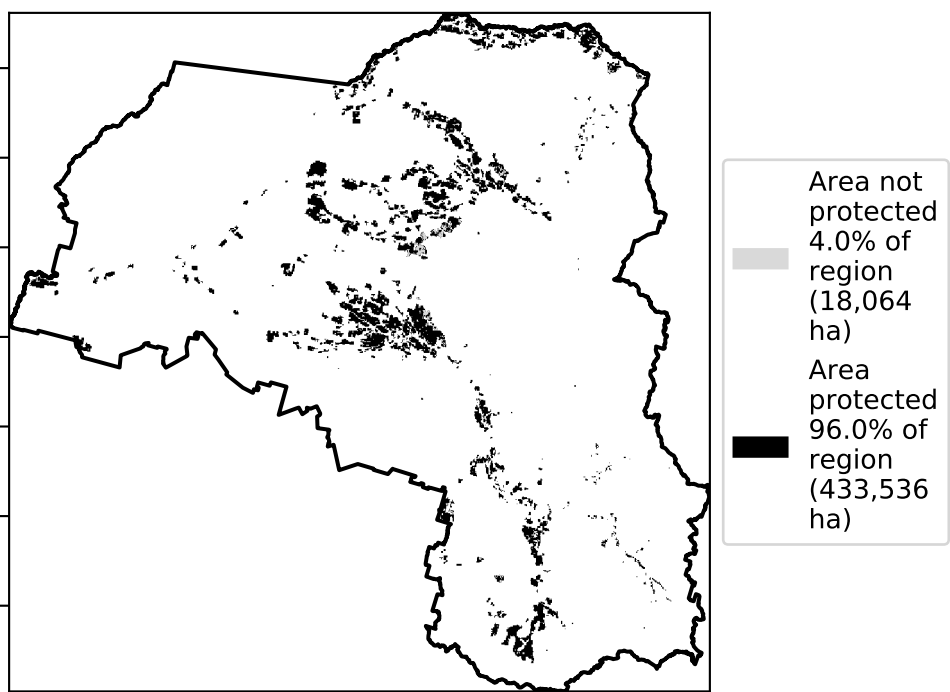 Area not
protected
4.0% of
region
(18,064
ha)
Area
protected
96.0% of
region
(433,536
ha)